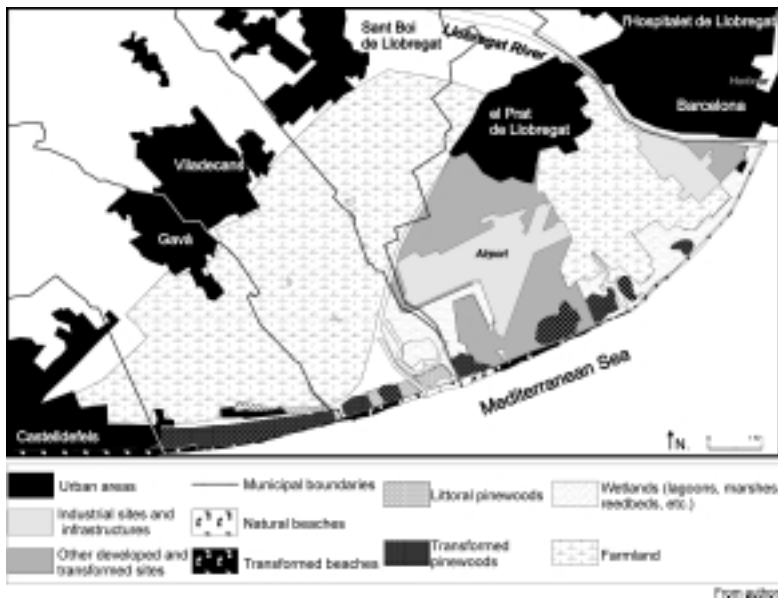 Sant Boi
de Llobregat
Llobregat River
l'Hospitalet de Llobregat
Barcelona
el Prat
de Llobregat
Viladecans
Gavà
Airport
Mediterranean Sea
Castelldefels
N.
Urban areas
Municipal boundaries
Littoral pinewoods
Wetlands (lagoons, marshes
reedbeds, etc.)
Industrial sites and
infrastructures
Natural beaches
Other developed and
transformed sites
Transformed beaches
Transformed
pinewoods
Farmland
From author